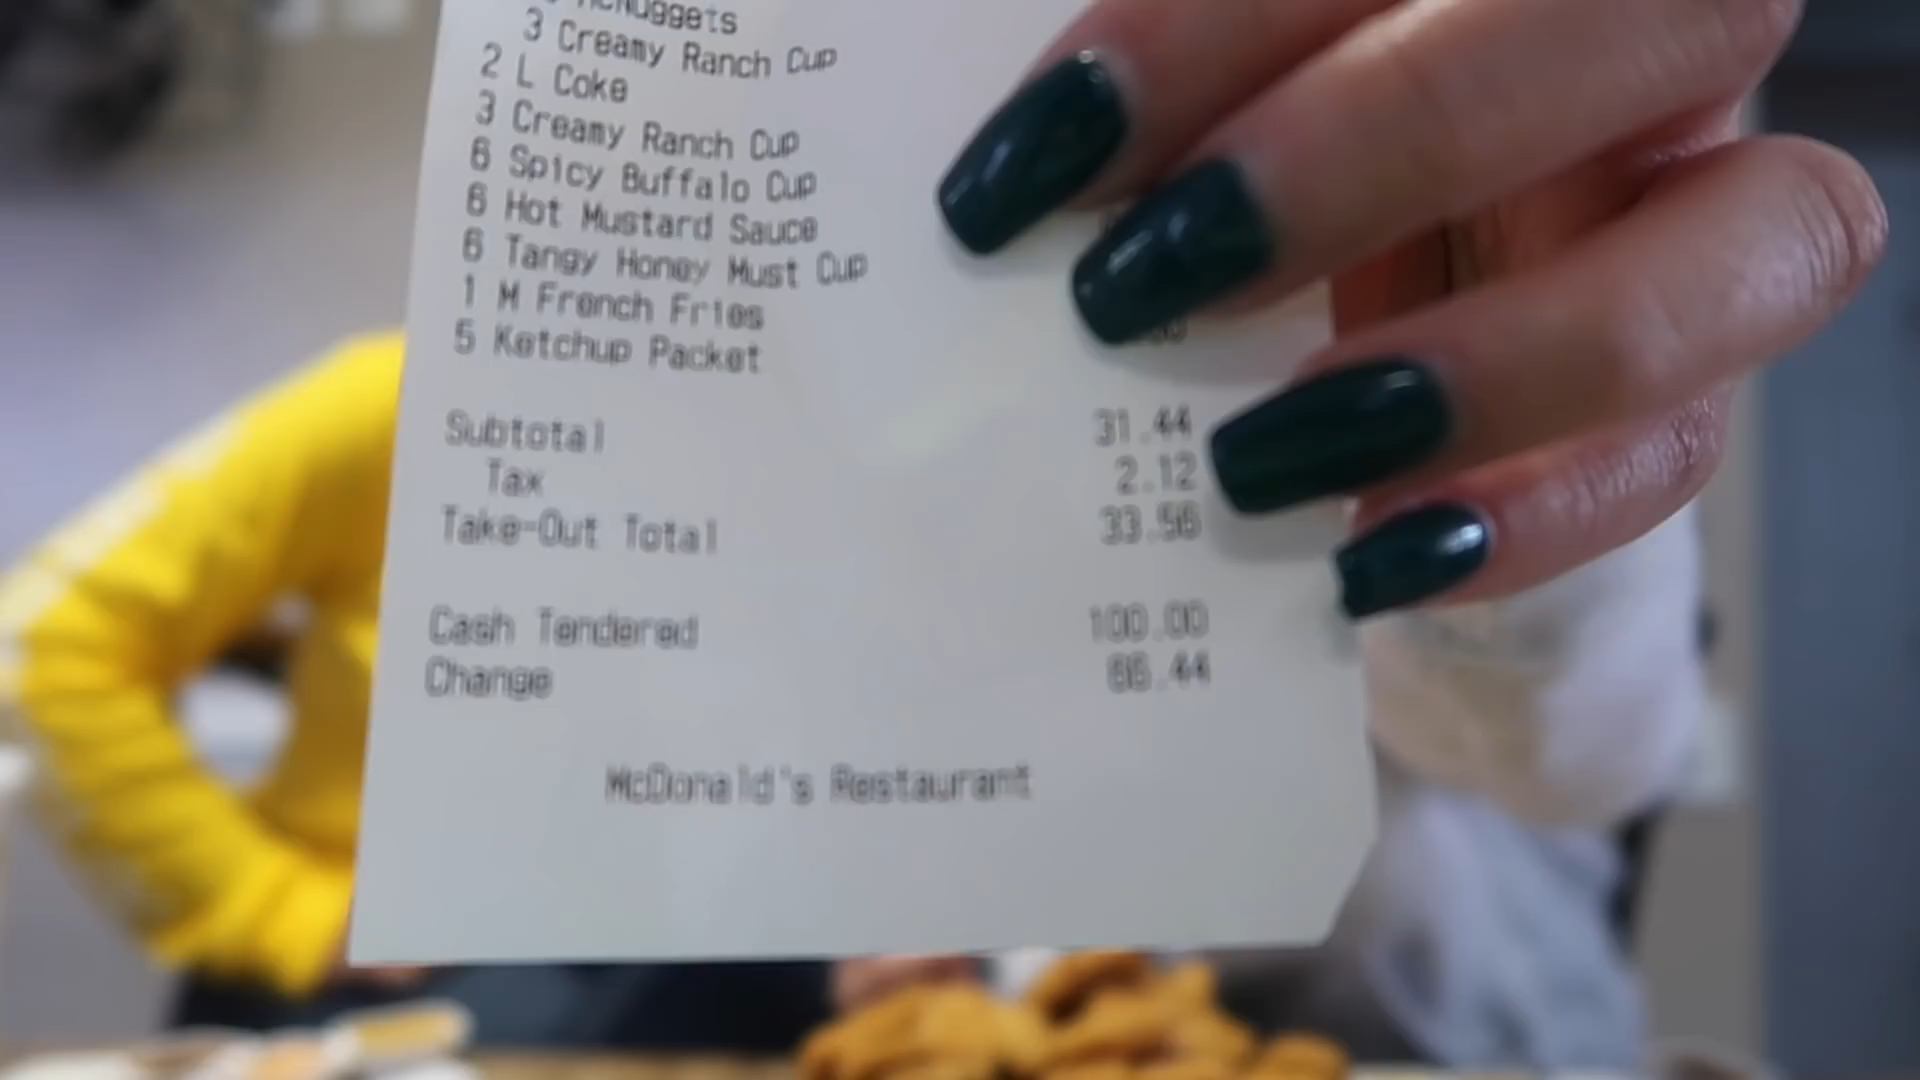 McNuggets
3 Creamy Ranch Cup
2 L Coke
3 Creamy Ranch Cup
6 Spicy Buffalo Cup
6 Hot Mustard Sauce
6 Tangy Honey Must Cup
1 M French Fries
5 Ketchup Packet
Subtotal 31.44
Tax 2.12
Take-Out Total 33.56
Cash Tendered 100.00
Change 66.44
McDonald's Restaurant